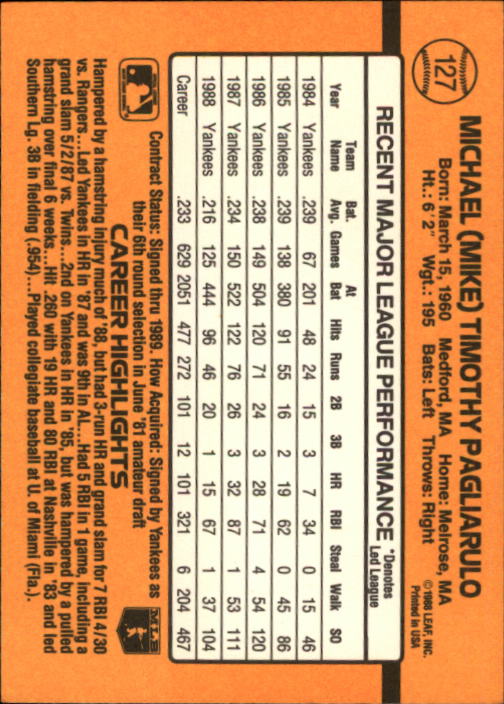 127
MICHAEL (MIKE) TIMOTHY PAGLIARULO
Born: March 15, 1960 Medford, MA Home: Melrose, MA
Ht.: 6' 2" Wgt.: 195 Bats: Left Throws: Right
©1988 LEAF, INC.
Printed in USA
RECENT MAJOR LEAGUE PERFORMANCE
*Denotes
Led League
Year Team Name Bat. Avg. Games At Bat Hits Runs 2B 3B HR RBI Steal Walk SO
1984 Yankees .239 67 201 48 24 15 3 7 34 0 15 46
1985 Yankees .239 138 380 91 55 16 2 19 62 0 45 86
1986 Yankees .238 149 504 120 71 24 3 28 71 4 54 120
1987 Yankees .234 150 522 122 76 26 3 32 87 1 53 111
1988 Yankees .216 125 444 96 46 20 1 15 67 1 37 104
Career .233 629 2051 477 272 101 12 101 321 6 204 467
Contract Status: Signed thru 1989. How Acquired: Signed by Yankees as
their 6th round selection in June '81 amateur draft
MLB
CAREER HIGHLIGHTS
Hampered by a hamstring injury much of '88, but had 3-run HR and grand slam for 7 RBI 4/30
vs. Rangers...Led Yankees in HR in '87 and was 9th in AL...Had 5 RBI in 1 game, including a
grand slam 5/2/87 vs. Twins...2nd on Yankees in HR in '85, but was hampered by a pulled
hamstring over final 6 weeks...Hit .260 with 19 HR and 80 RBI at Nashville in '83 and led
Southern Lg. 3B in fielding (.954)...Played collegiate baseball at U. of Miami (Fla.).